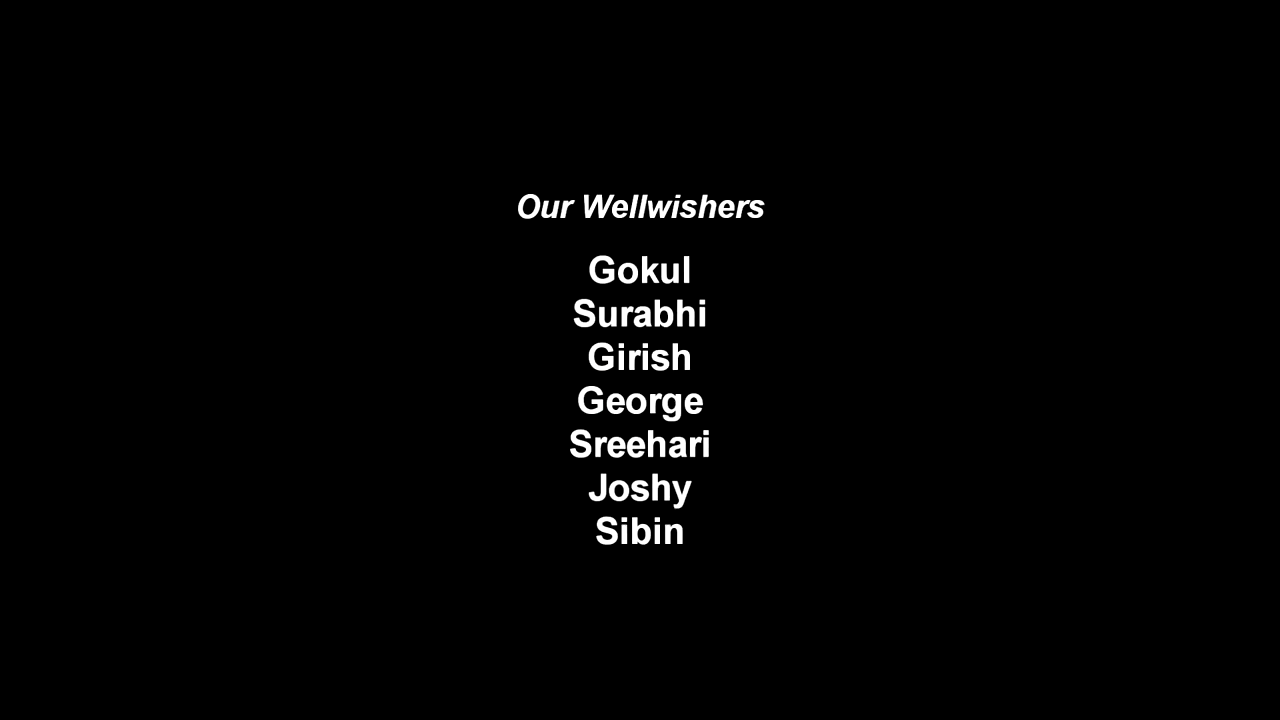 Our Wellwishers
Gokul
Surabhi
Girish
George
Sreehari
Joshy
Sibin